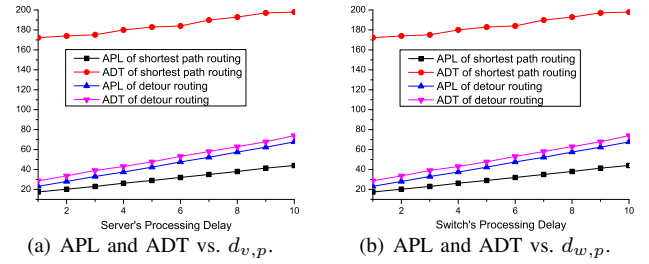 200
180
160
140
120
100
80
60
40
20
APL of shortest path routing
ADT of shortest path routing
APL of detour routing
ADT of detour routing
2 4 6 8 10
Server's Processing Delay
(a) APL and ADT vs. d_{v,p}.
200
180
160
140
120
100
80
60
40
20
APL of shortest path routing
ADT of shortest path routing
APL of detour routing
ADT of detour routing
2 4 6 8 10
Switch's Processing Delay
(b) APL and ADT vs. d_{w,p}.